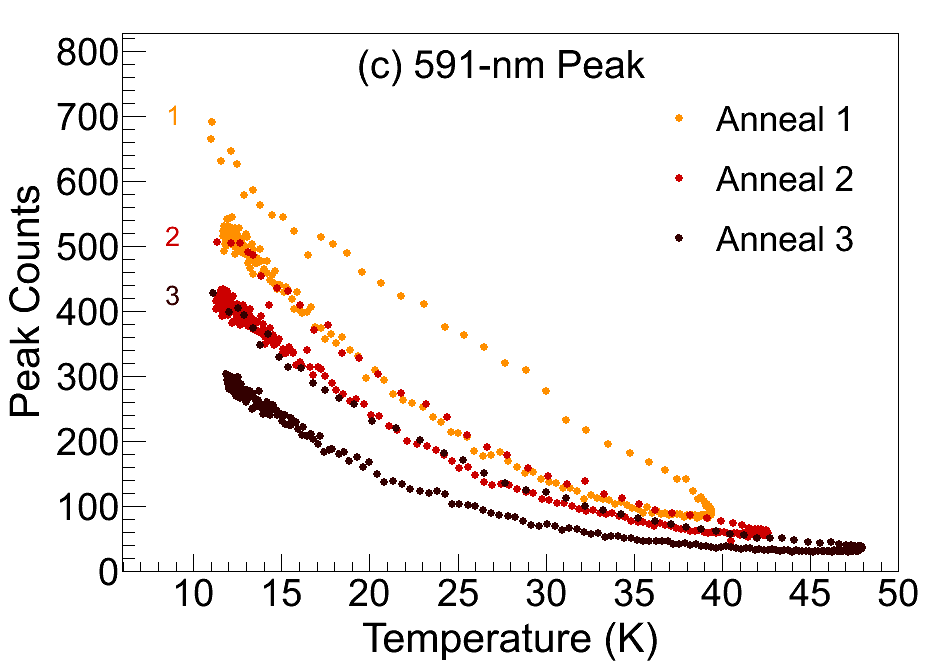 (c) 591-nm Peak
Anneal 1
Anneal 2
Anneal 3
1
2
3
Peak Counts
800
700
600
500
400
300
200
100
0
10 15 20 25 30 35 40 45 50
Temperature (K)